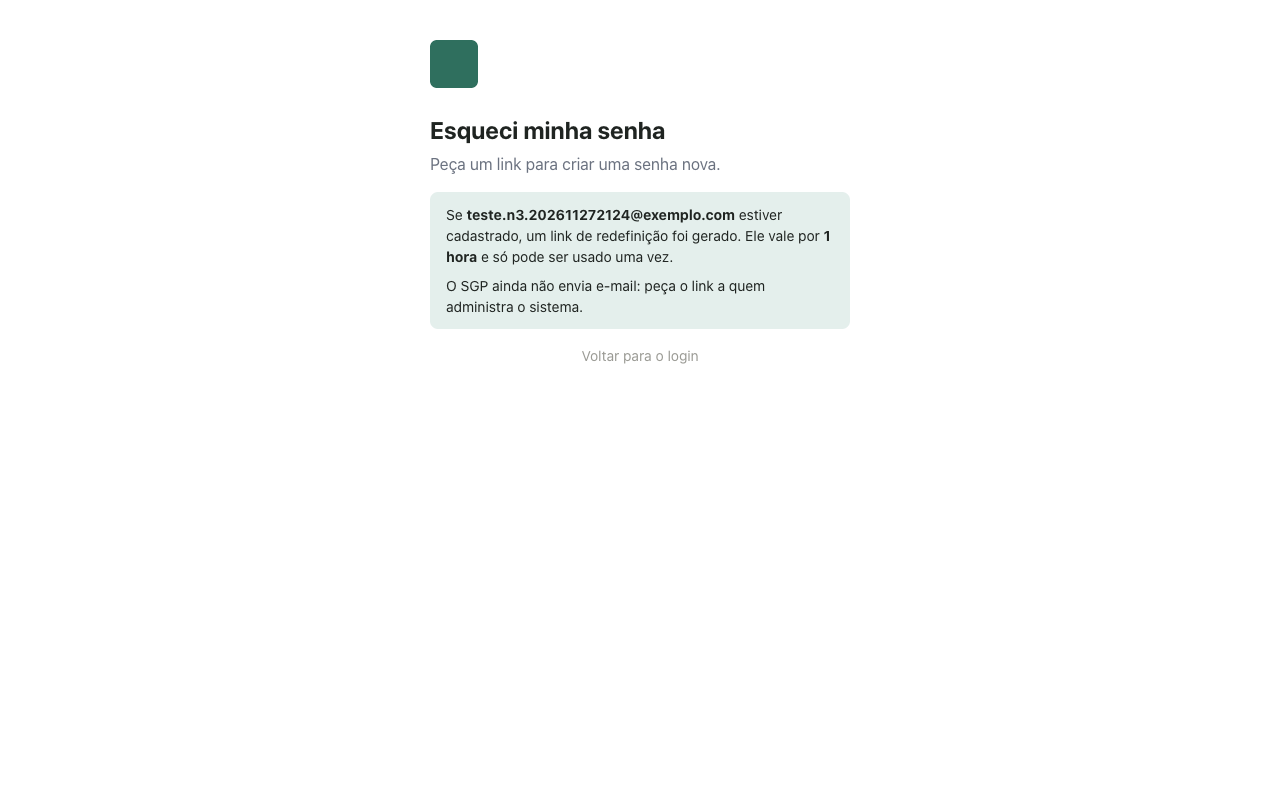 Esqueci minha senha
Peça um link para criar uma senha nova.
Se teste.n3.202611272124@exemplo.com estiver
cadastrado, um link de redefinição foi gerado. Ele vale por 1
hora e só pode ser usado uma vez.
O SGP ainda não envia e-mail: peça o link a quem
administra o sistema.
Voltar para o login